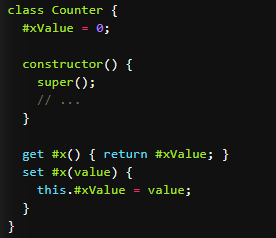 class Counter {
  #xValue = 0;

  constructor() {
    super();
    // ...
  }

  get #x() { return #xValue; }
  set #x(value) {
    this.#xValue = value;
  }
}